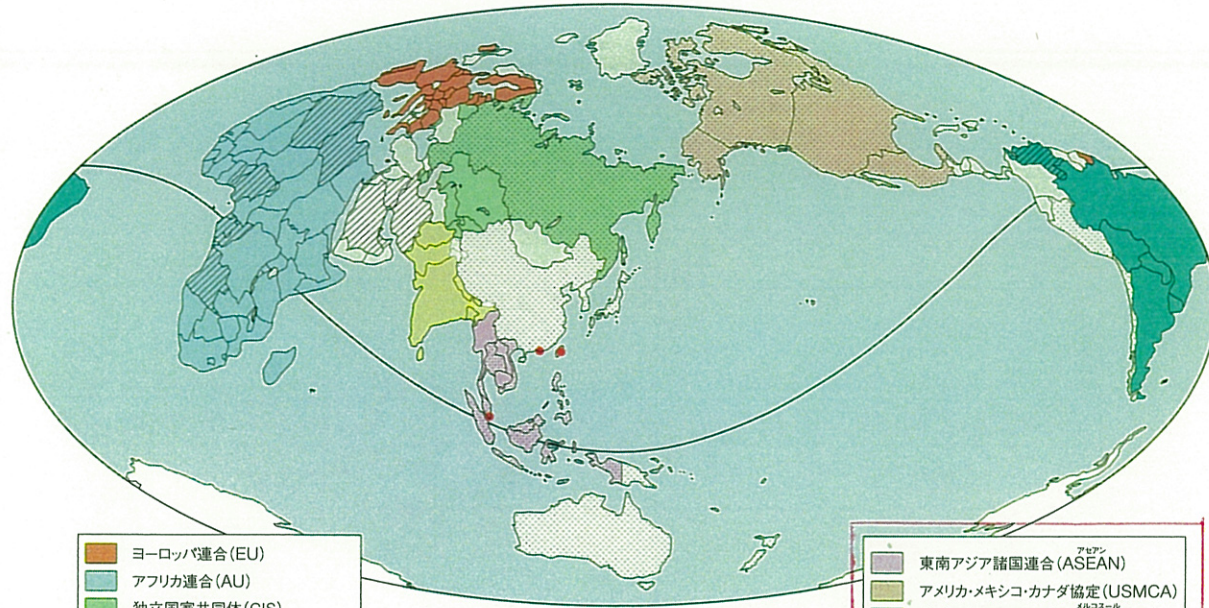 ヨーロッパ連合(EU)
アフリカ連合(AU)
独立国家共同体(CIS)
アセアン
東南アジア諸国連合(ASEAN)
アメリカ・メキシコ・カナダ協定(USMCA)
メルコスール